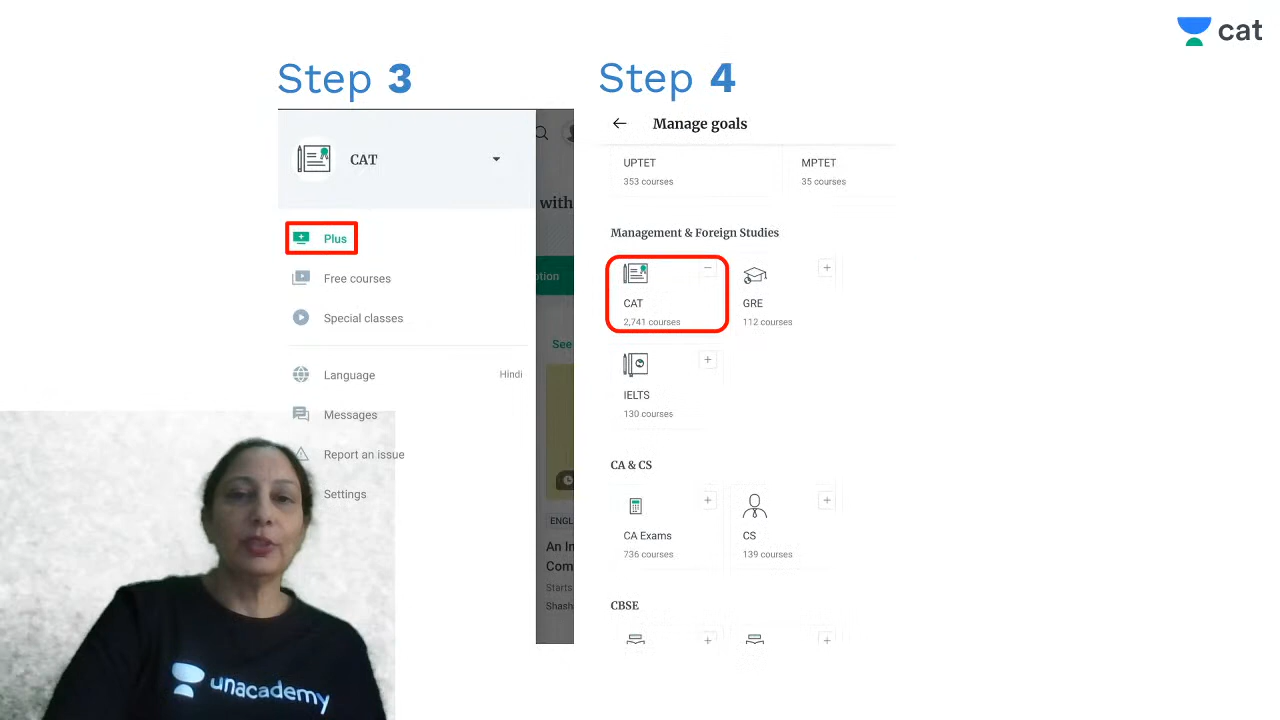 cat
Step 3
CAT
Plus
Free courses
Special classes
Language
Hindi
Messages
Report an issue
Settings
with
See
ENGL
An In
Com
Starts
Shash
Step 4
Manage goals
UPTET
353 courses
MPTET
35 courses
Management & Foreign Studies
CAT
2,741 courses
GRE
112 courses
IELTS
130 courses
CA & CS
CA Exams
736 courses
CS
139 courses
CBSE
unacademy